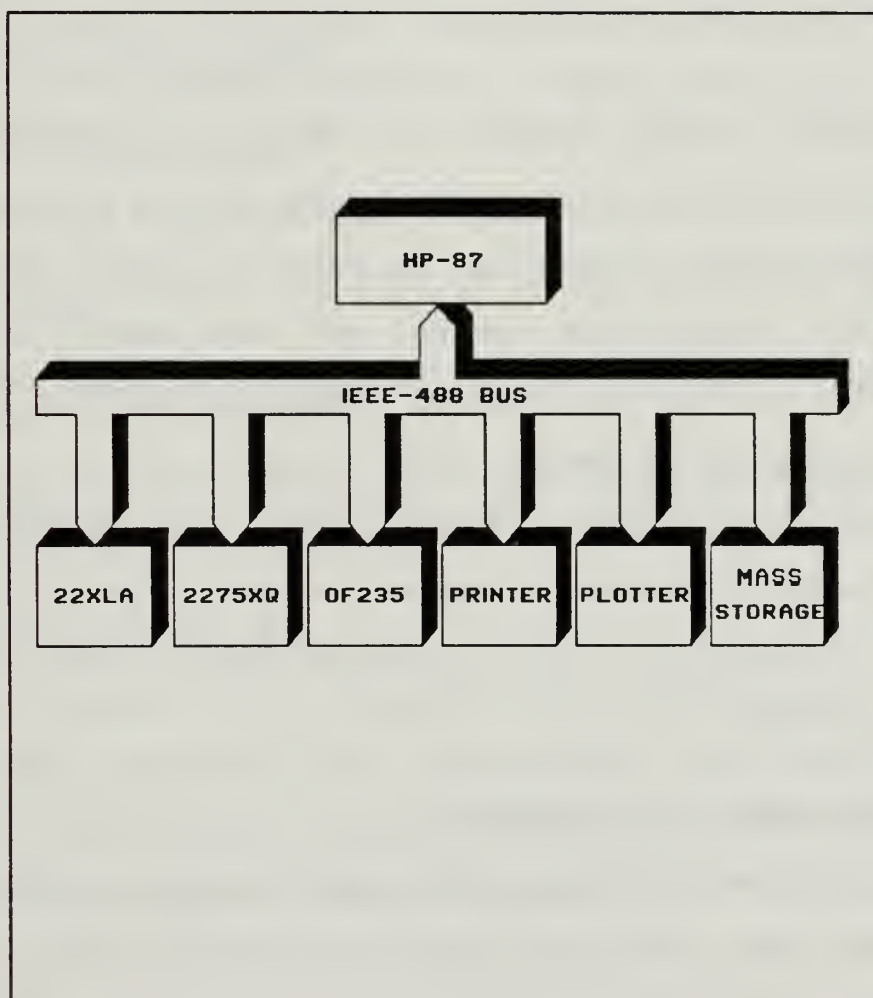 HP-87
IEEE-488 BUS
22XLA
2275XQ
OF235
PRINTER
PLOTTER
MASS
STORAGE